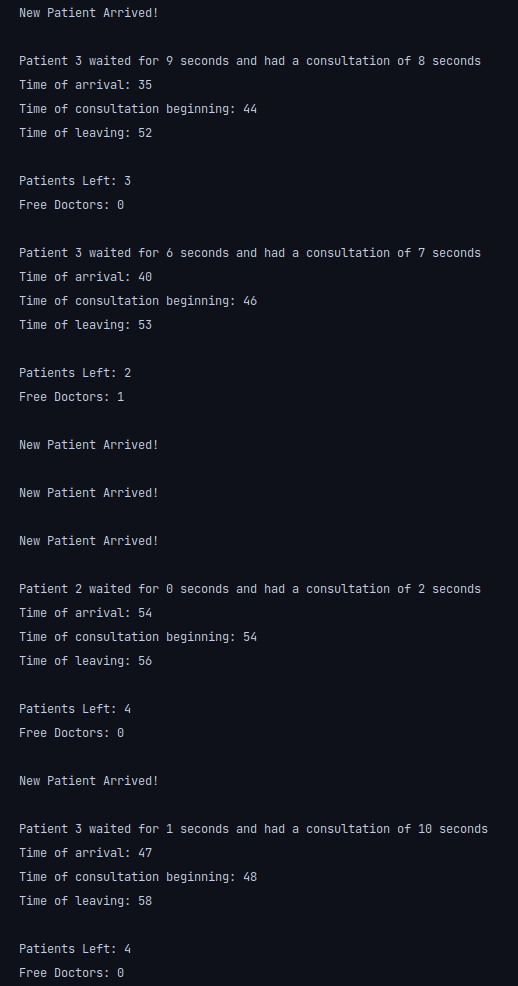 New Patient Arrived!
Patient 3 waited for 9 seconds and had a consultation of 8 seconds
Time of arrival: 35
Time of consultation beginning: 44
Time of leaving: 52
Patients Left: 3
Free Doctors: 0
Patient 3 waited for 6 seconds and had a consultation of 7 seconds
Time of arrival: 40
Time of consultation beginning: 46
Time of leaving: 53
Patients Left: 2
Free Doctors: 1
New Patient Arrived!
New Patient Arrived!
New Patient Arrived!
Patient 2 waited for 0 seconds and had a consultation of 2 seconds
Time of arrival: 54
Time of consultation beginning: 54
Time of leaving: 56
Patients Left: 4
Free Doctors: 0
New Patient Arrived!
Patient 3 waited for 1 seconds and had a consultation of 10 seconds
Time of arrival: 47
Time of consultation beginning: 48
Time of leaving: 58
Patients Left: 4
Free Doctors: 0